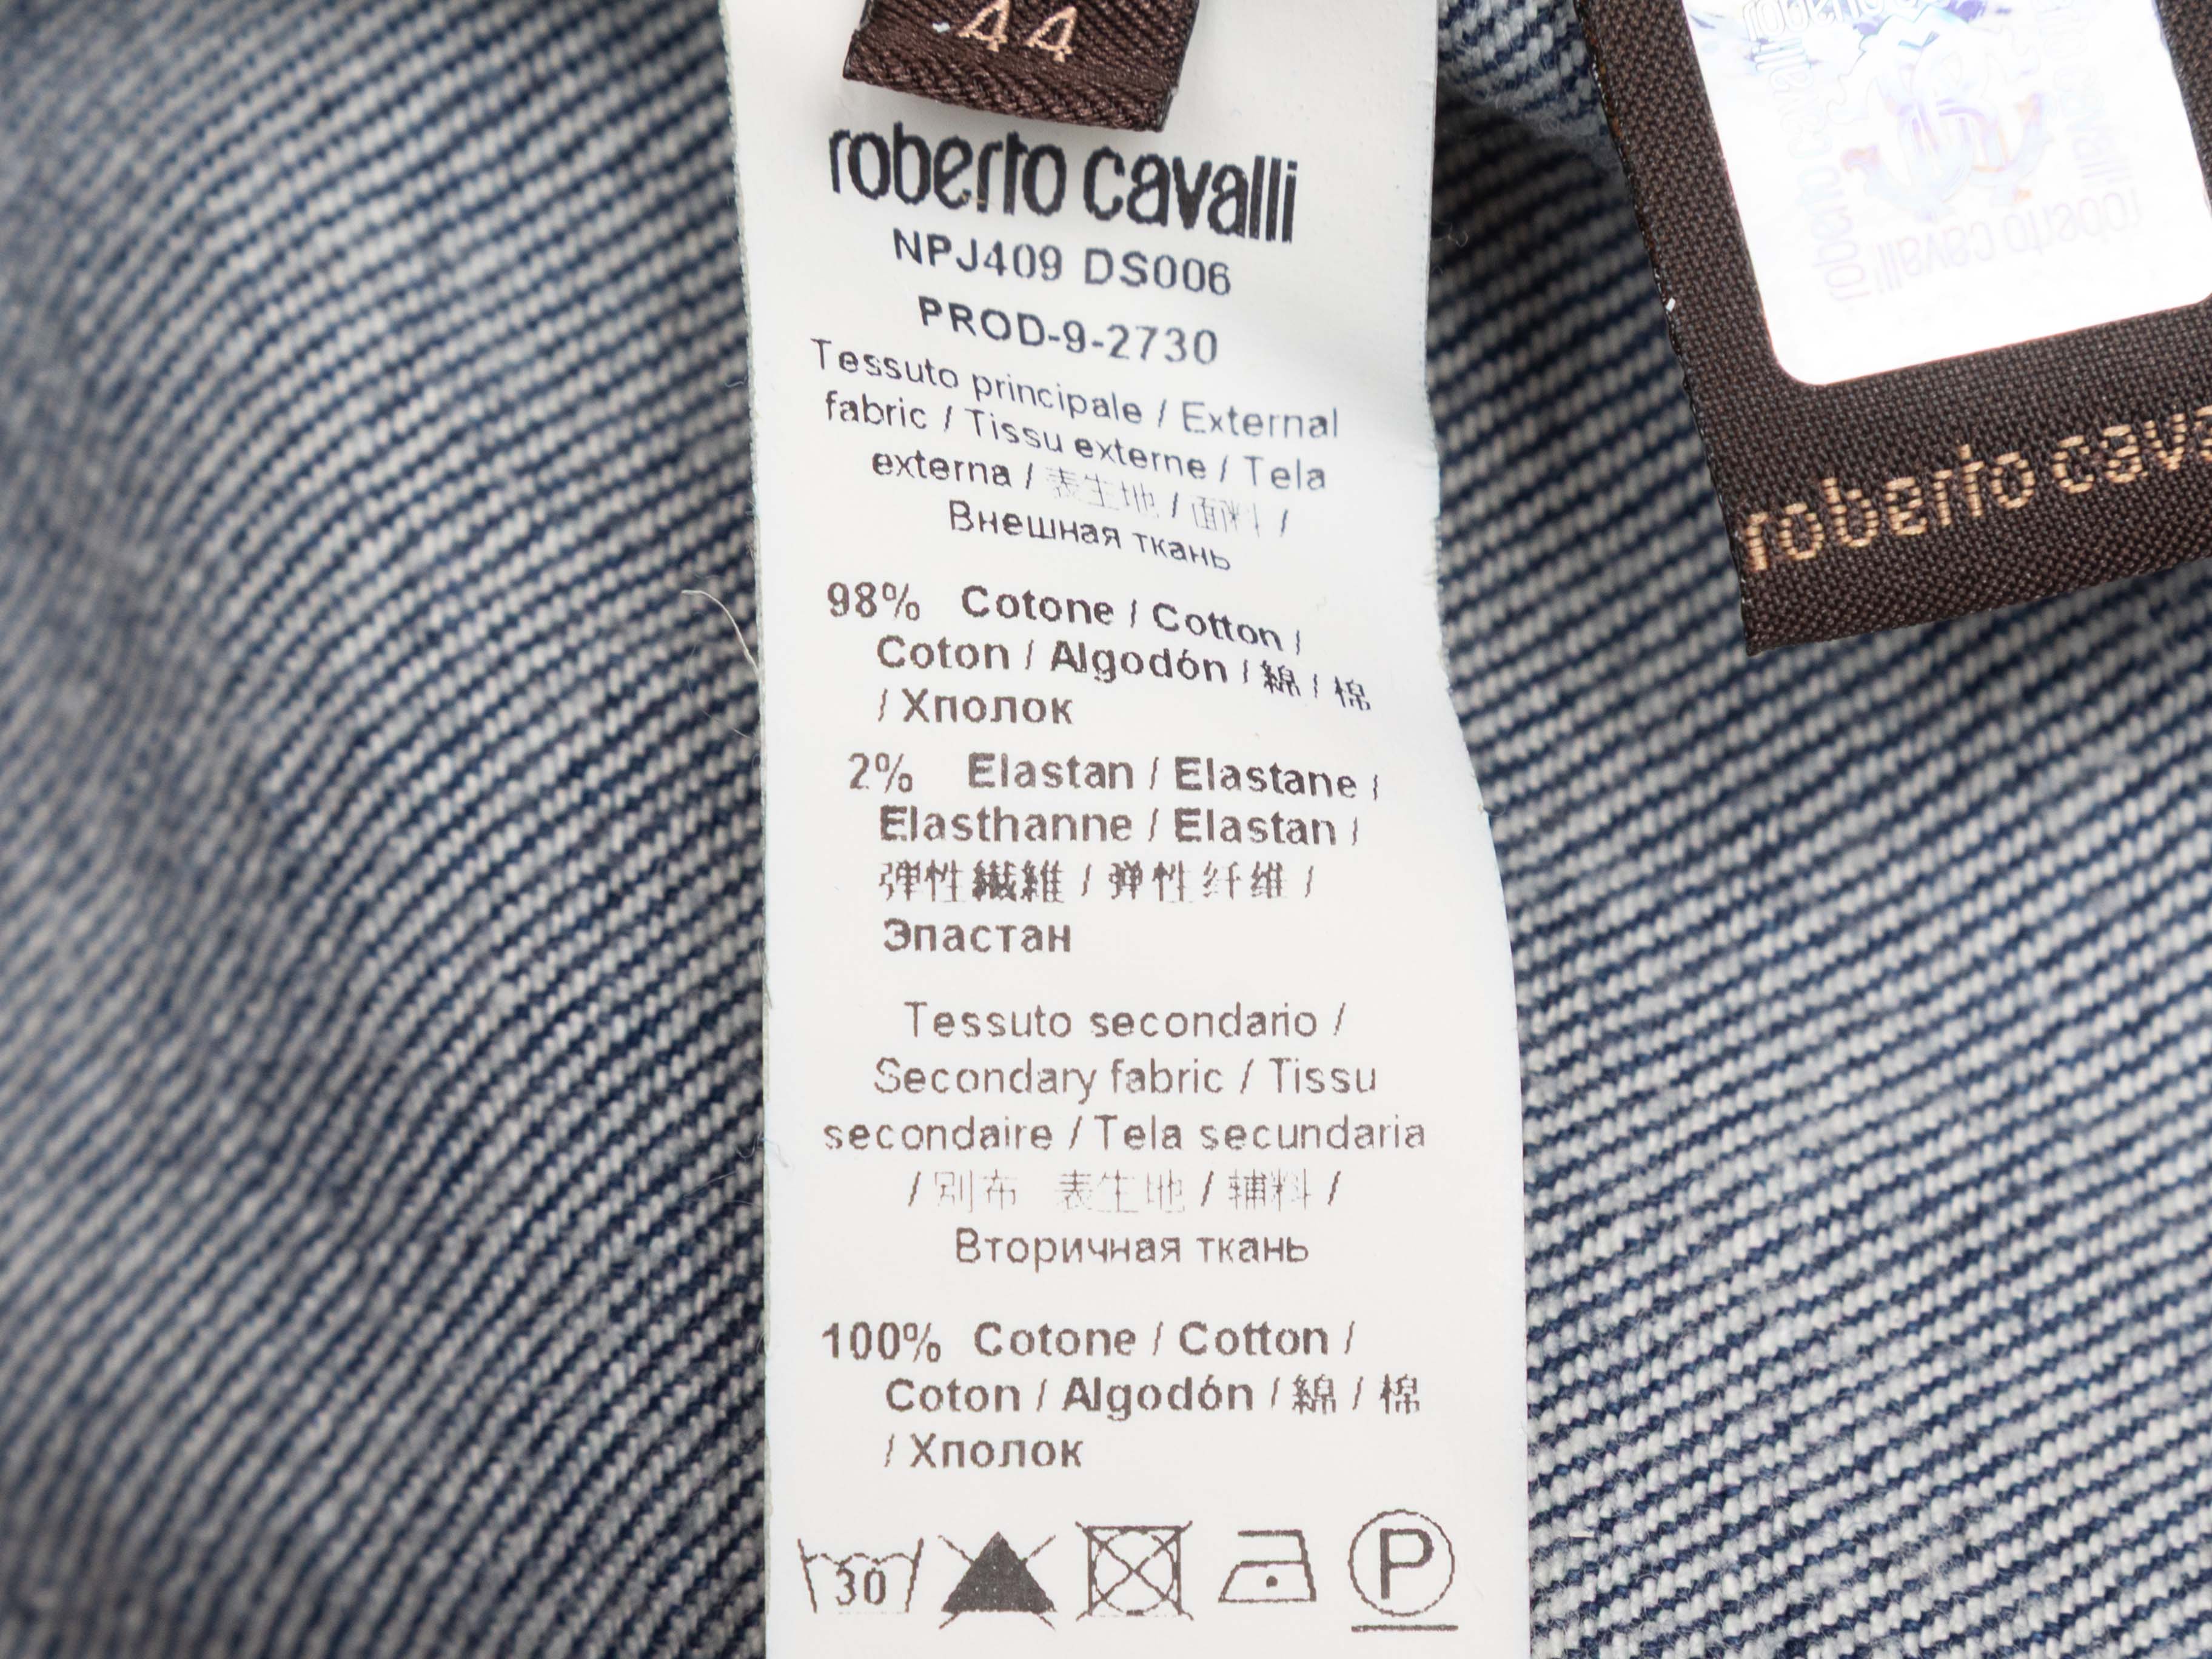 44
roberto cavalli
NPJ409 DS006
PROD-9-2730
Tessuto principale / External
fabric / Tissu externe / Tela
externa / 表生地 / 面料 /
Внешная ткань
98% Cotone / Cotton /
Coton / Algodón / 綿 / 棉
/ Хполок
2% Elastan / Elastane /
Elasthanne / Elastan /
弾性繊維 / 弹性纤维 /
Эпастан
Tessuto secondario /
Secondary fabric / Tissu
secondaire / Tela secundaria
/ 別布 表生地 / 辅料 /
Вторичная ткань
100% Cotone / Cotton /
Coton / Algodón / 綿 / 棉
/ Хполок
30
P
roberto cavalli
roberto cava